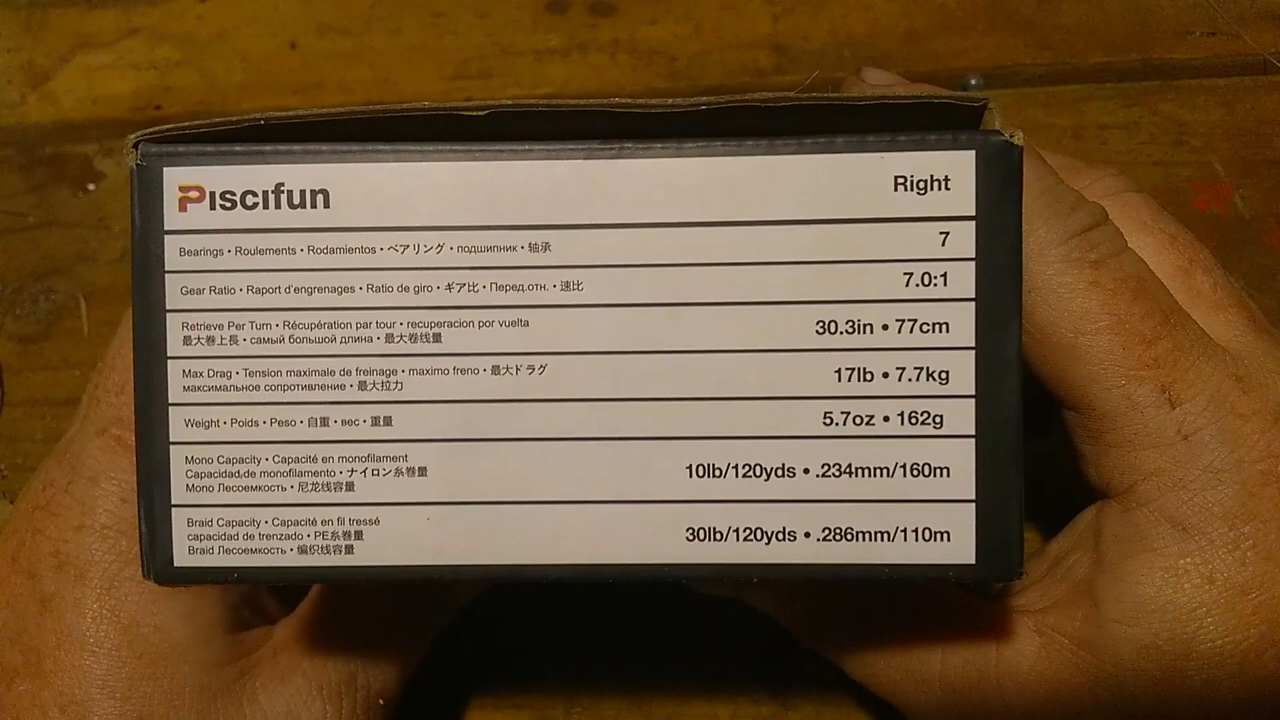 Piscifun
Right
Bearings • Roulements • Rodamientos • ベアリング • подшипник • 轴承
7
Gear Ratio • Raport d'engrenages • Ratio de giro • ギア比 • Перед.отн. • 速比
7.0:1
Retrieve Per Turn • Récupération par tour • recuperacion por vuelta
最大巻上長 • самый большой длина • 最大卷线量
30.3in • 77cm
Max Drag • Tension maximale de freinage • maximo freno • 最大ドラグ
максимальное сопротивление • 最大拉力
17lb • 7.7kg
Weight • Poids • Peso • 自重 • вес • 重量
5.7oz • 162g
Mono Capacity • Capacité en monofilament
Capacidad de monofilamento • ナイロン糸巻量
Mono Лесоемкость • 尼龙线容量
10lb/120yds • .234mm/160m
Braid Capacity • Capacité en fil tressé
capacidad de trenzado • PE糸巻量
Braid Лесоемкость • 编织线容量
30lb/120yds • .286mm/110m